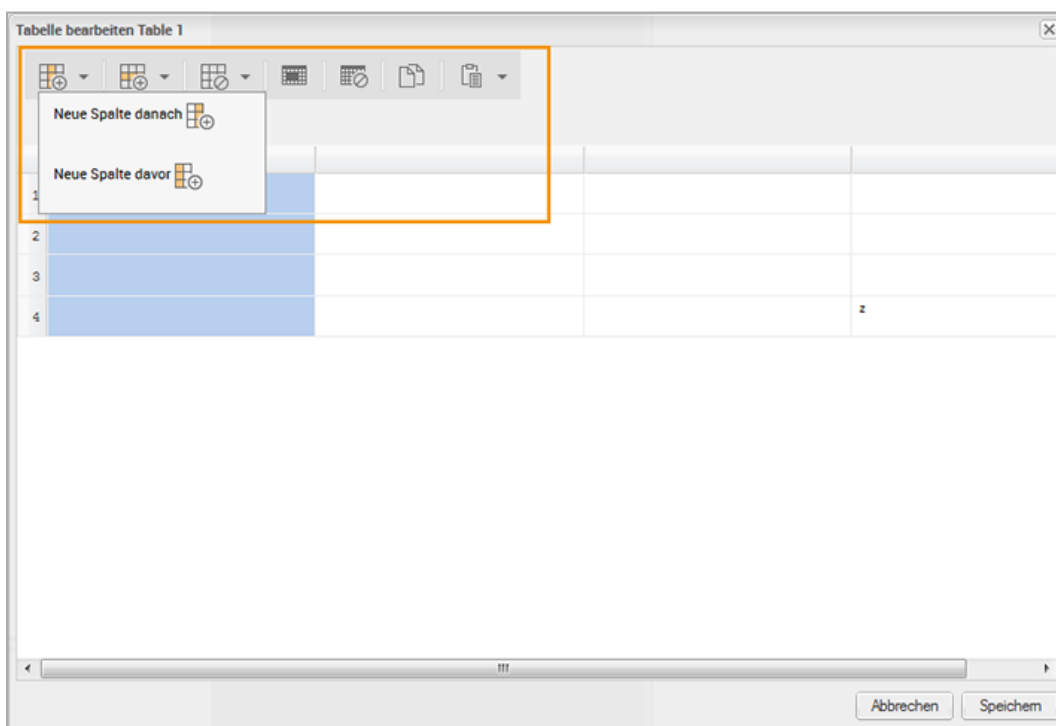 Tabelle bearbeiten Table 1
Neue Spalte danach
Neue Spalte davor
1
2
3
4 z
Abbrechen Speichern